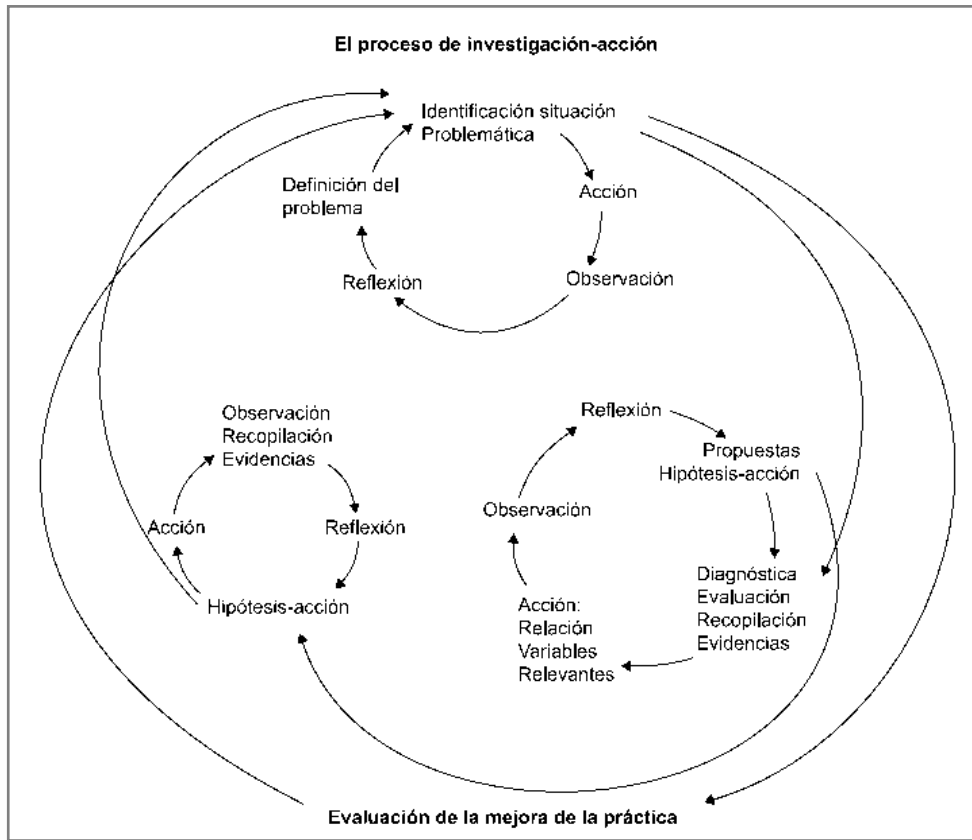 El proceso de investigación-acción
Identificación situación
Problemática
Definición del
problema
Acción
Reflexión
Observación
Observación
Recopilación
Evidencias
Acción
Reflexión
Hipótesis-acción
Reflexión
Propuestas
Hipótesis-acción
Observación
Diagnóstica
Evaluación
Recopilación
Evidencias
Acción:
Relación
Variables
Relevantes
Evaluación de la mejora de la práctica